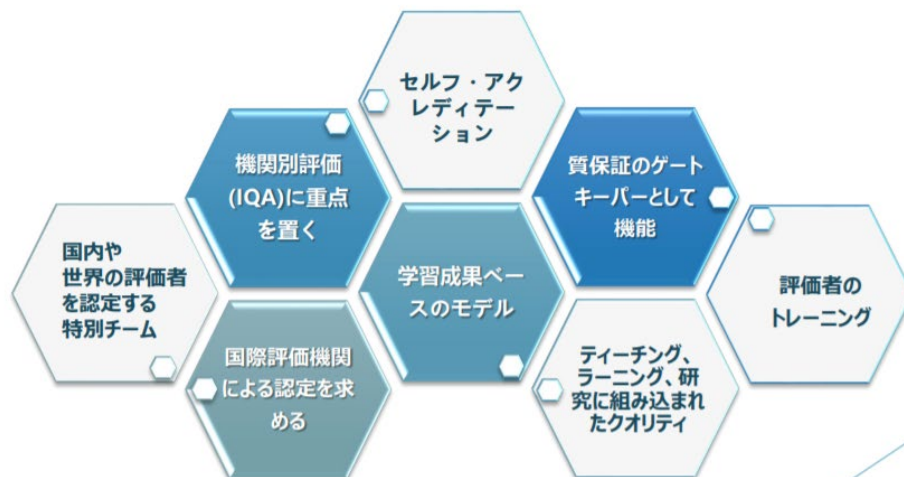 セルフ・アク
レディテー
ション
機関別評価
(IQA)に重点
を置く
質保証のゲート
キーパーとして
機能
国内や
世界の評価者
を認定する
特別チーム
学習成果ベー
スのモデル
評価者の
トレーニング
国際評価機関
による認定を求
める
ティーチング、
ラーニング、研
究に組み込まれ
たクオリティ